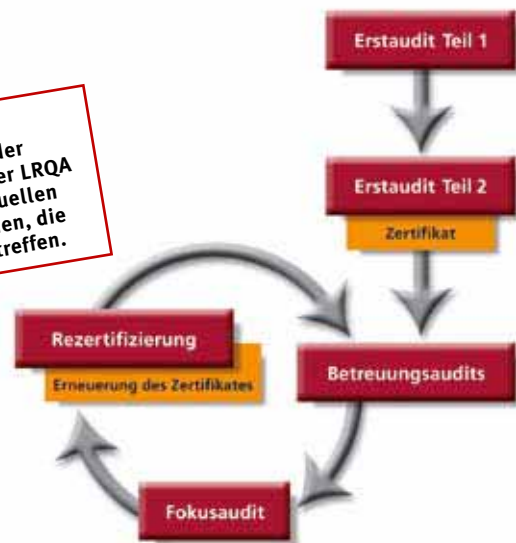 Erstaudit Teil 1
der
er LRQA
uellen
en, die
treffen.
Erstaudit Teil 2
Zertifikat
Rezertifizierung
Erneuerung des Zertifikates
Betreuungsaudits
Fokusaudit